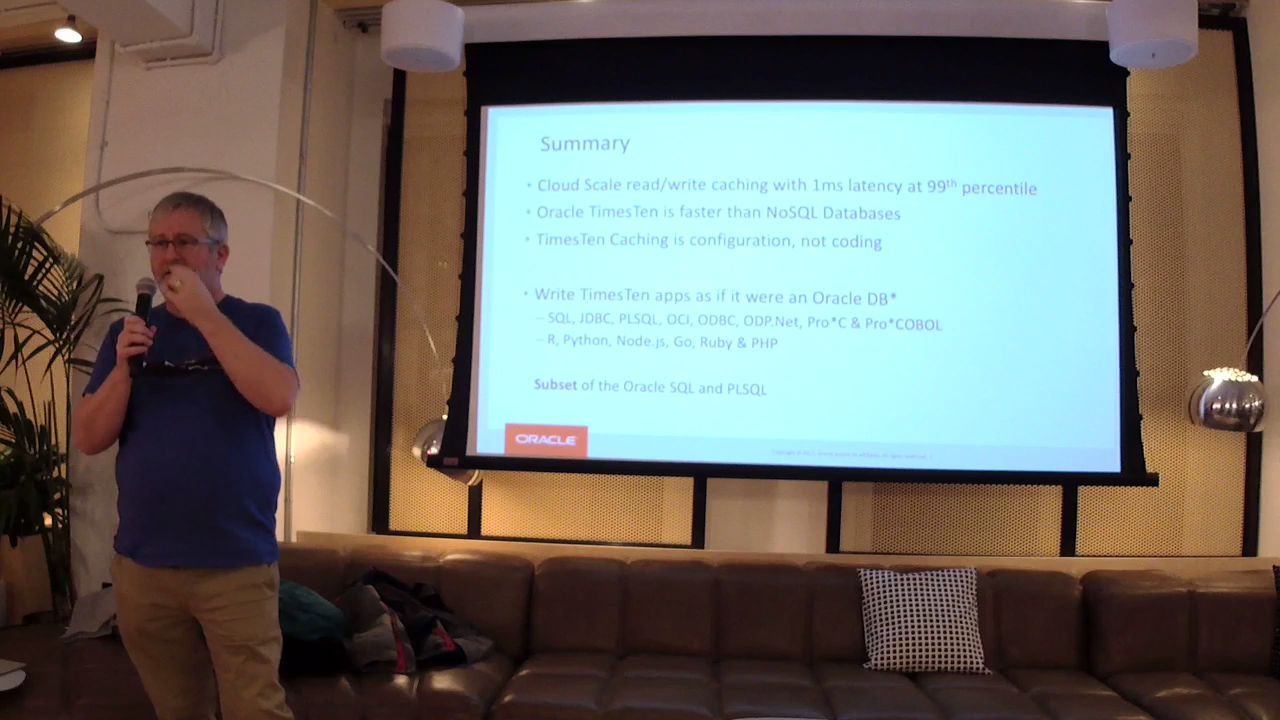 Summary
• Cloud Scale read/write caching with 1ms latency at 99th percentile
• Oracle TimesTen is faster than NoSQL Databases
• TimesTen Caching is configuration, not coding
• Write TimesTen apps as if it were an Oracle DB*
– SQL, JDBC, PLSQL, OCI, ODBC, ODP.Net, Pro*C & Pro*COBOL
– R, Python, Node.js, Go, Ruby & PHP
Subset of the Oracle SQL and PLSQL
ORACLE